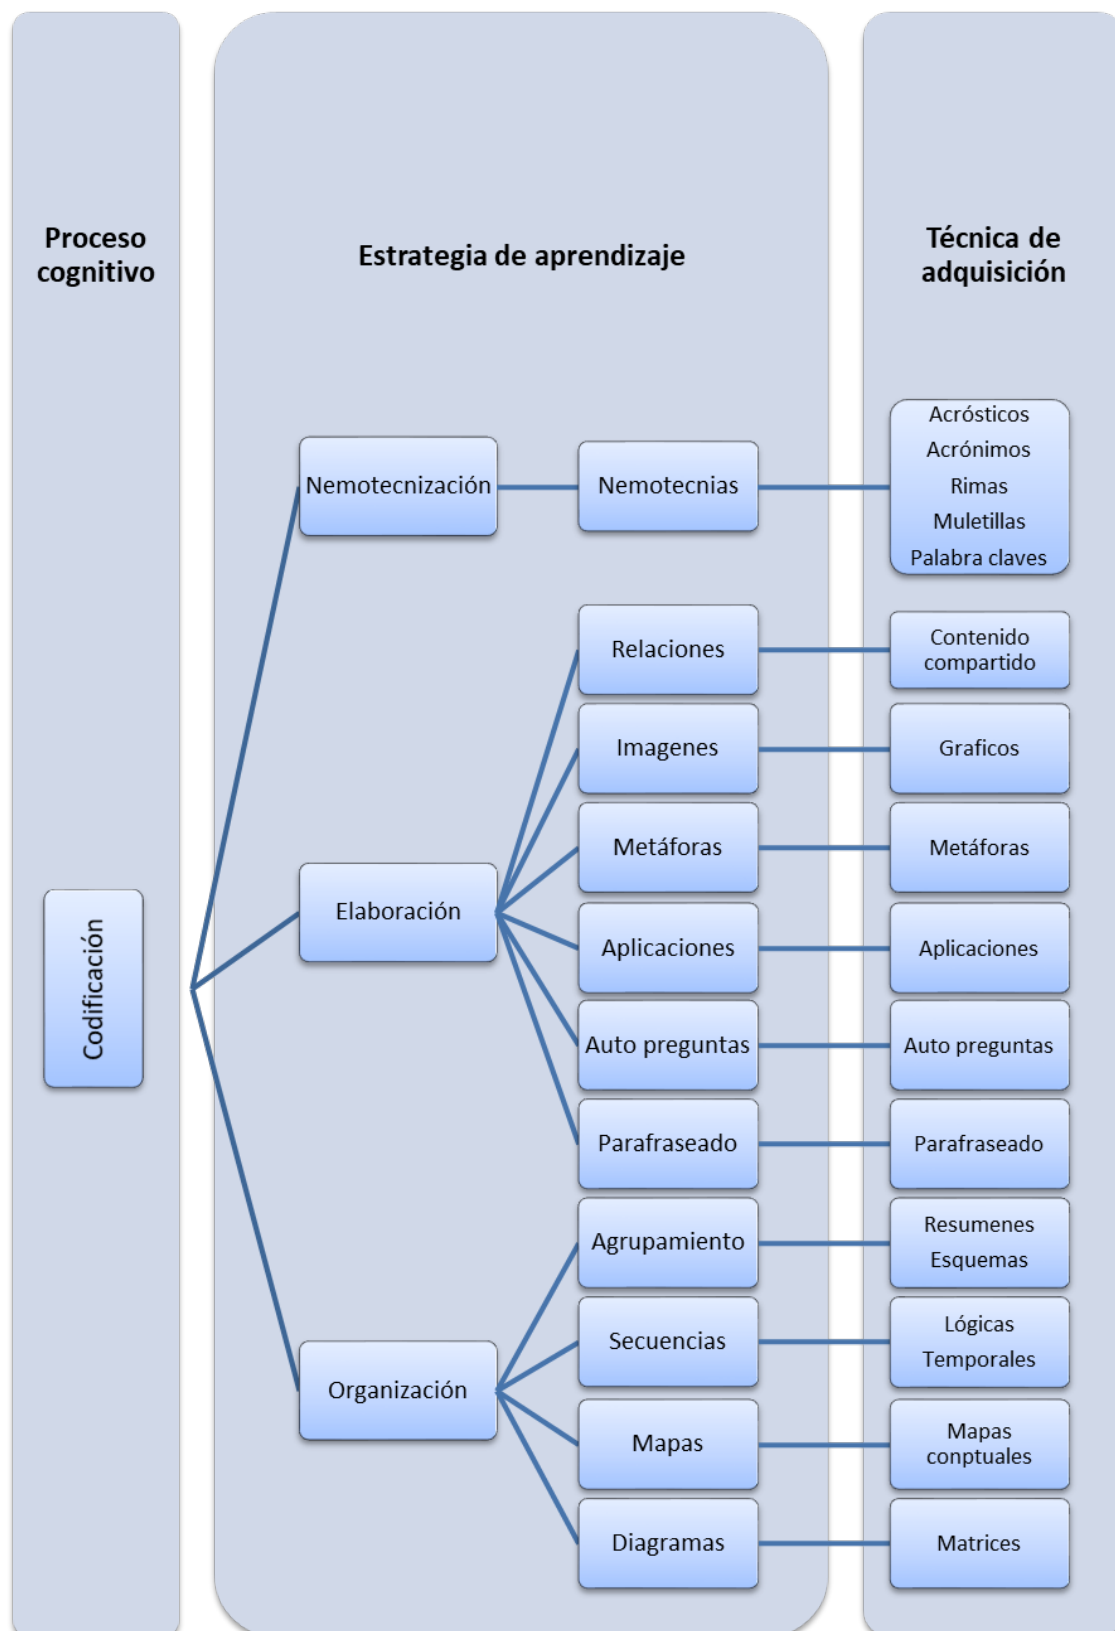 Proceso
cognitivo
Estrategia de aprendizaje
Técnica de
adquisición
Codificación
Nemotecnización
Nemotecnias
Acrósticos
Acrónimos
Rimas
Muletillas
Palabra claves
Elaboración
Relaciones
Contenido
compartido
Imagenes
Graficos
Metáforas
Metáforas
Aplicaciones
Aplicaciones
Auto preguntas
Auto preguntas
Parafraseado
Parafraseado
Organización
Agrupamiento
Resumenes
Esquemas
Secuencias
Lógicas
Temporales
Mapas
Mapas
conptuales
Diagramas
Matrices